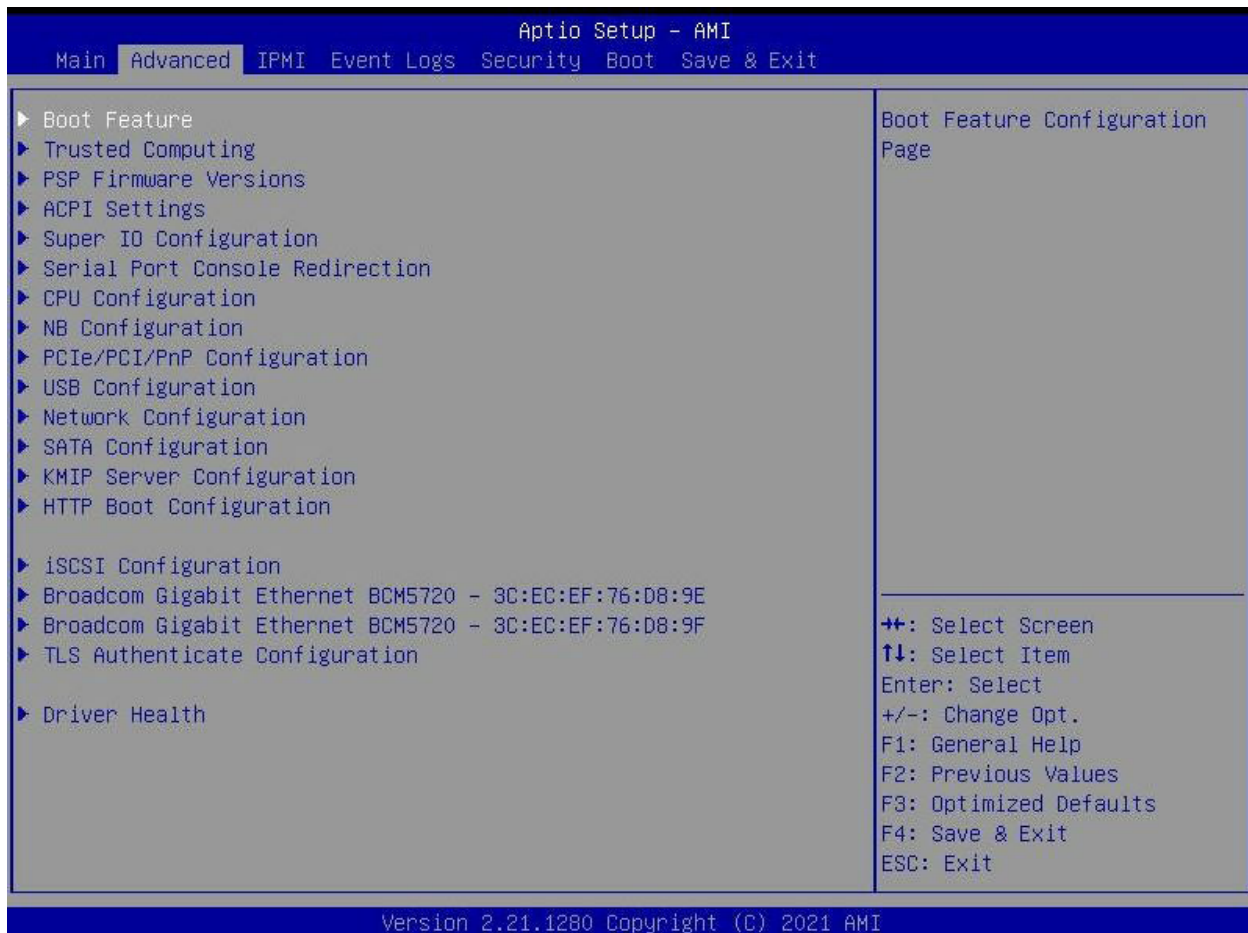 Aptio Setup - AMI
Main Advanced IPMI Event Logs Security Boot Save & Exit
Boot Feature
Trusted Computing
PSP Firmware Versions
ACPI Settings
Super IO Configuration
Serial Port Console Redirection
CPU Configuration
NB Configuration
PCIe/PCI/PnP Configuration
USB Configuration
Network Configuration
SATA Configuration
KMIP Server Configuration
HTTP Boot Configuration
iSCSI Configuration
Broadcom Gigabit Ethernet BCM5720 - 3C:EC:EF:76:D8:9E
Broadcom Gigabit Ethernet BCM5720 - 3C:EC:EF:76:D8:9F
TLS Authenticate Configuration
Driver Health
Boot Feature Configuration
Page
→←: Select Screen
↑↓: Select Item
Enter: Select
+/-: Change Opt.
F1: General Help
F2: Previous Values
F3: Optimized Defaults
F4: Save & Exit
ESC: Exit
Version 2.21.1280 Copyright (C) 2021 AMI